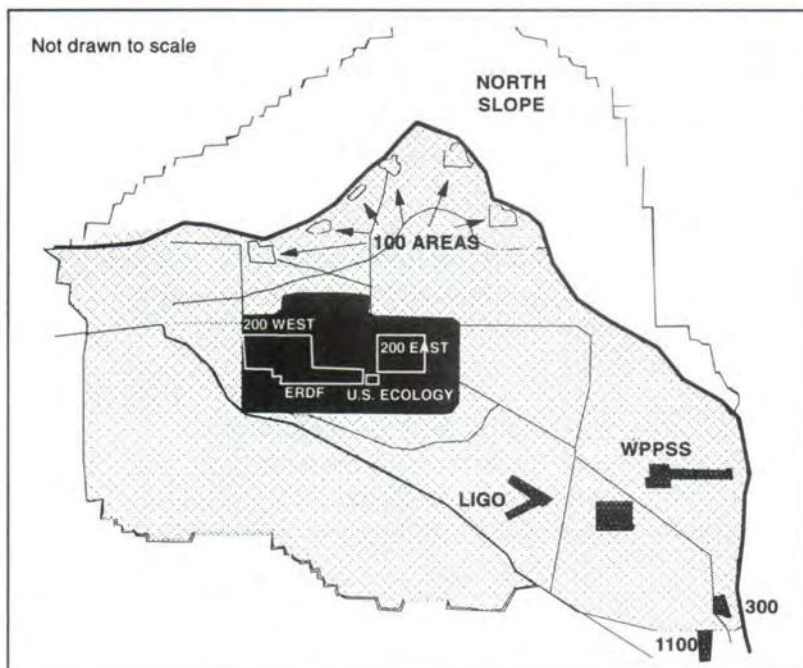 Not drawn to scale
NORTH
SLOPE
100 AREAS
200 WEST
200 EAST
ERDF
U.S. ECOLOGY
WPPSS
LIGO
300
1100